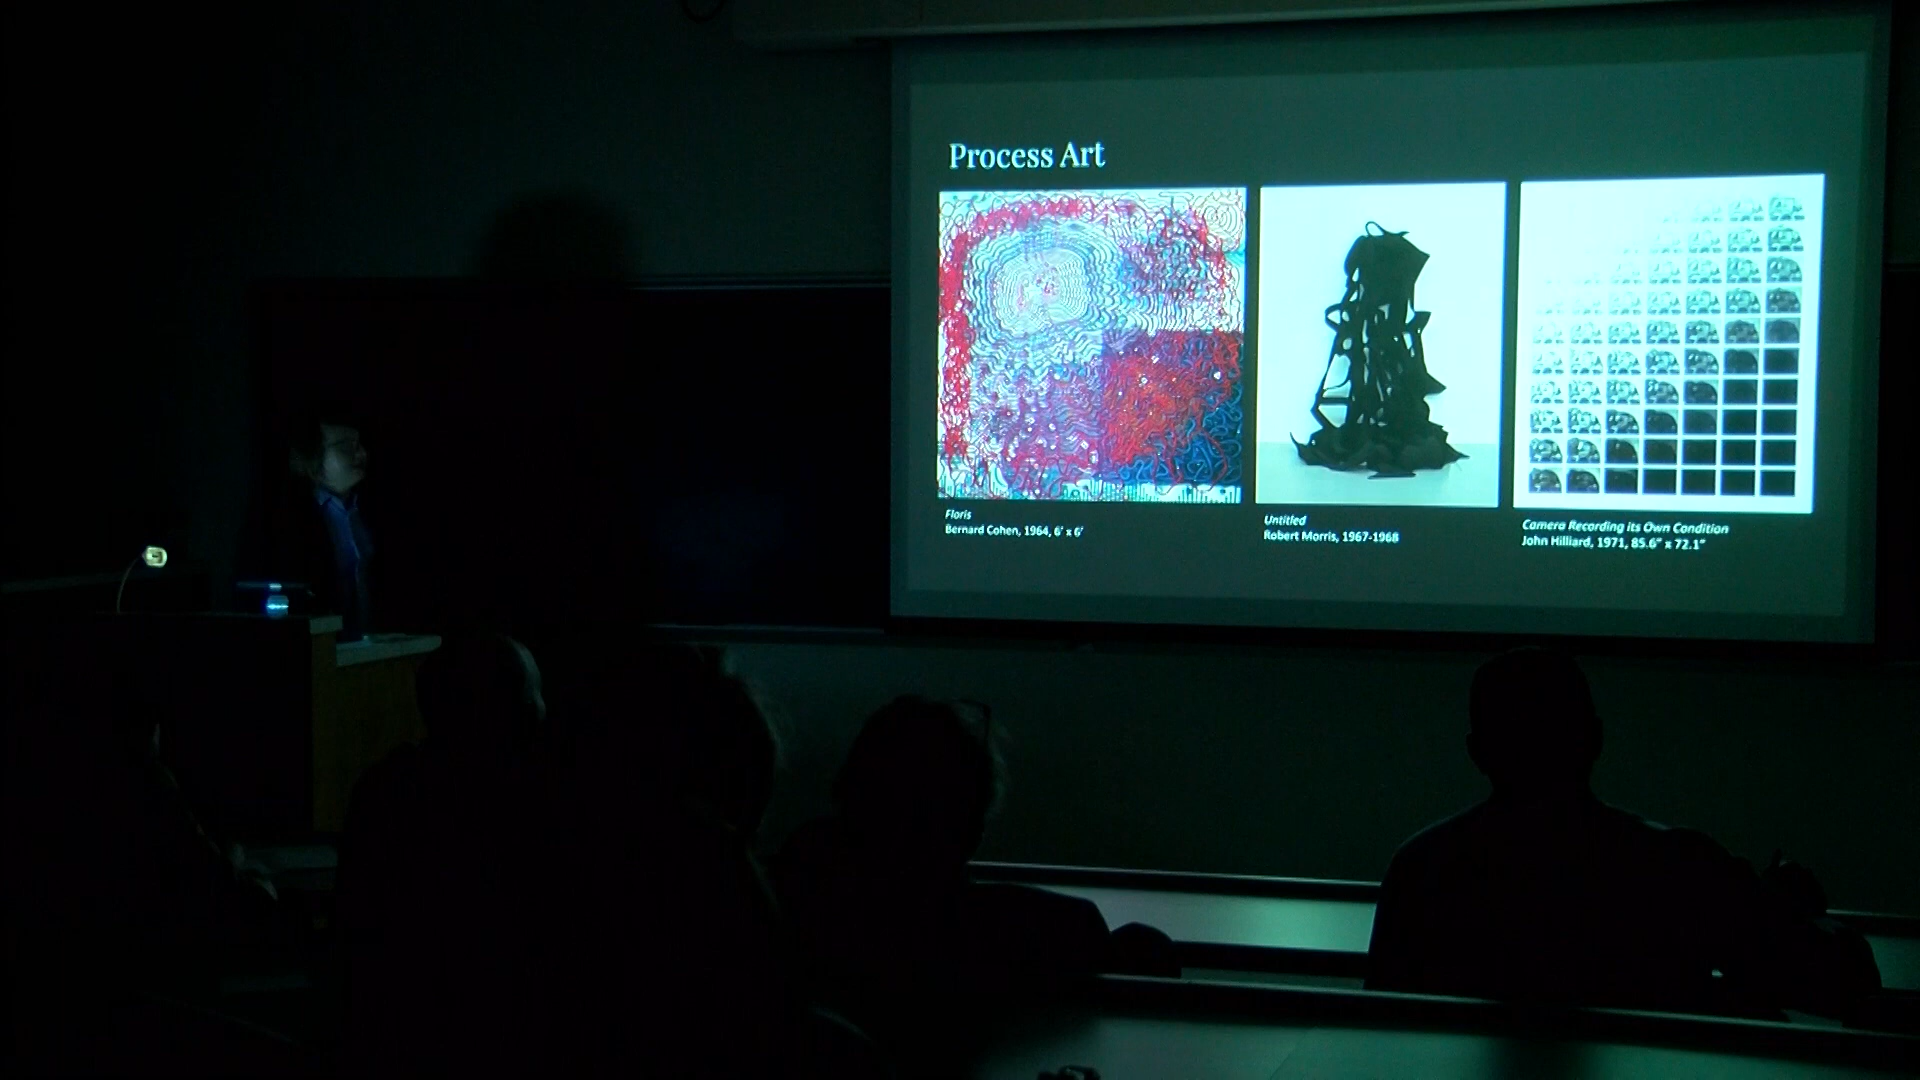 Process Art
Floris
Bernard Cohen, 1964, 6' x 6'
Untitled
Robert Morris, 1967-1968
Camera Recording its Own Condition
John Hilliard, 1971, 85.6" x 72.1"